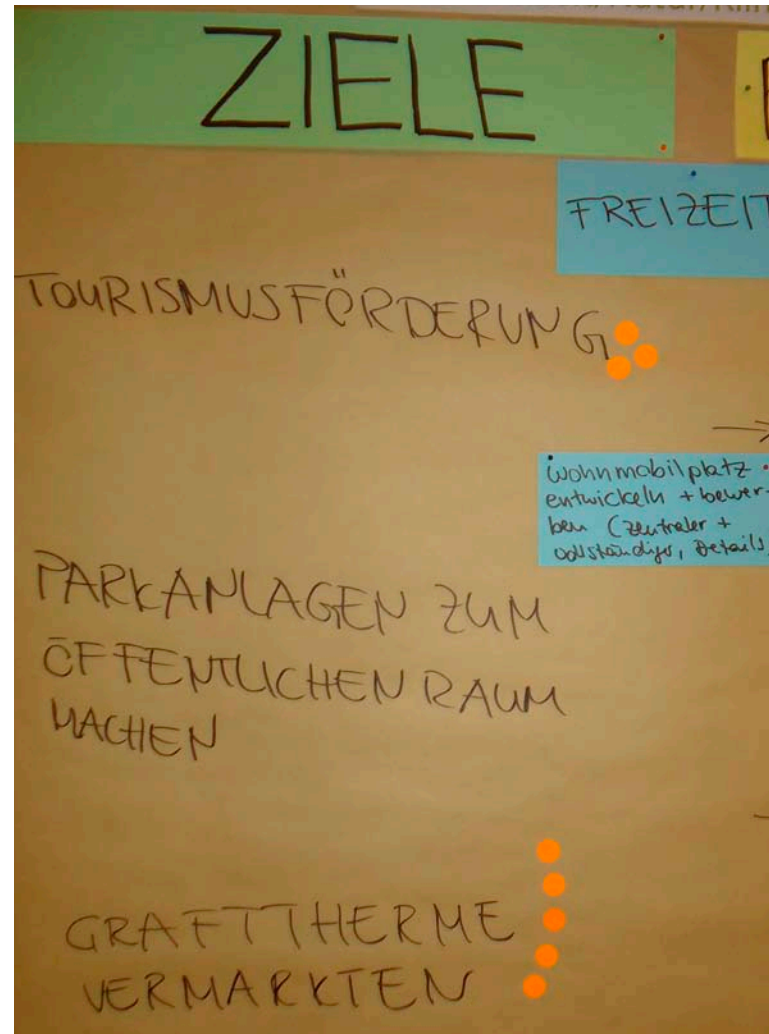 ZIELE
FREIZEIT
TOURISMUSFÖRDERUNG
wohnmobilplatz
entwickeln + bewer-
ben (zentraler +
vollständiger, Details
PARKANLAGEN ZUM
ÖFFENTLICHEN RAUM
MACHEN
GRAFTTHERME
VERMARKTEN